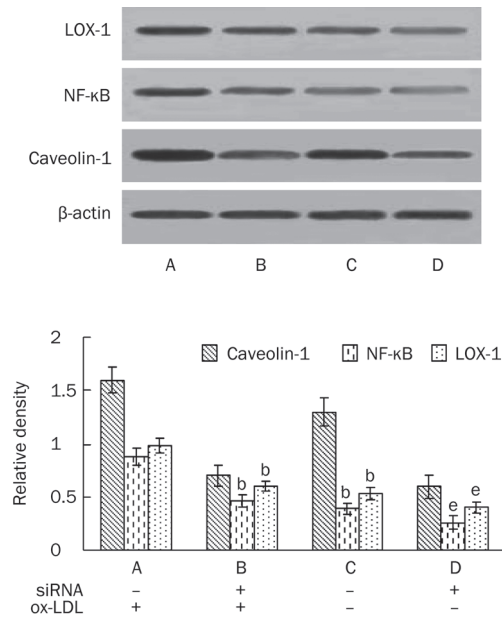 LOX-1
NF-κB
Caveolin-1
β-actin
A B C D
2
1.5
1
0.5
0
Relative density
Caveolin-1 NF-κB LOX-1
b b b b e e
A B C D
siRNA – + – +
ox-LDL + + – –